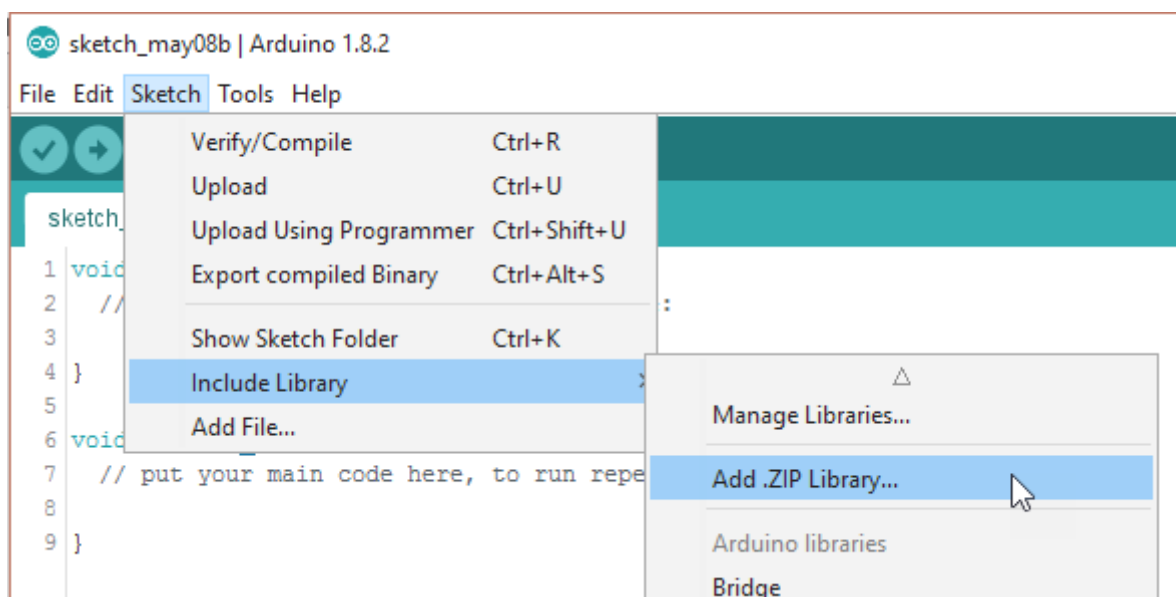 sketch_may08b | Arduino 1.8.2
File Edit Sketch Tools Help
Verify/Compile Ctrl+R
Upload Ctrl+U
sketch_
Upload Using Programmer Ctrl+Shift+U
1 void
Export compiled Binary Ctrl+Alt+S
2 // :
3
Show Sketch Folder Ctrl+K
4 }
Include Library
5
Manage Libraries...
Add File...
6 void
7 // put your main code here, to run repe
Add .ZIP Library...
8
9 }
Arduino libraries
Bridge